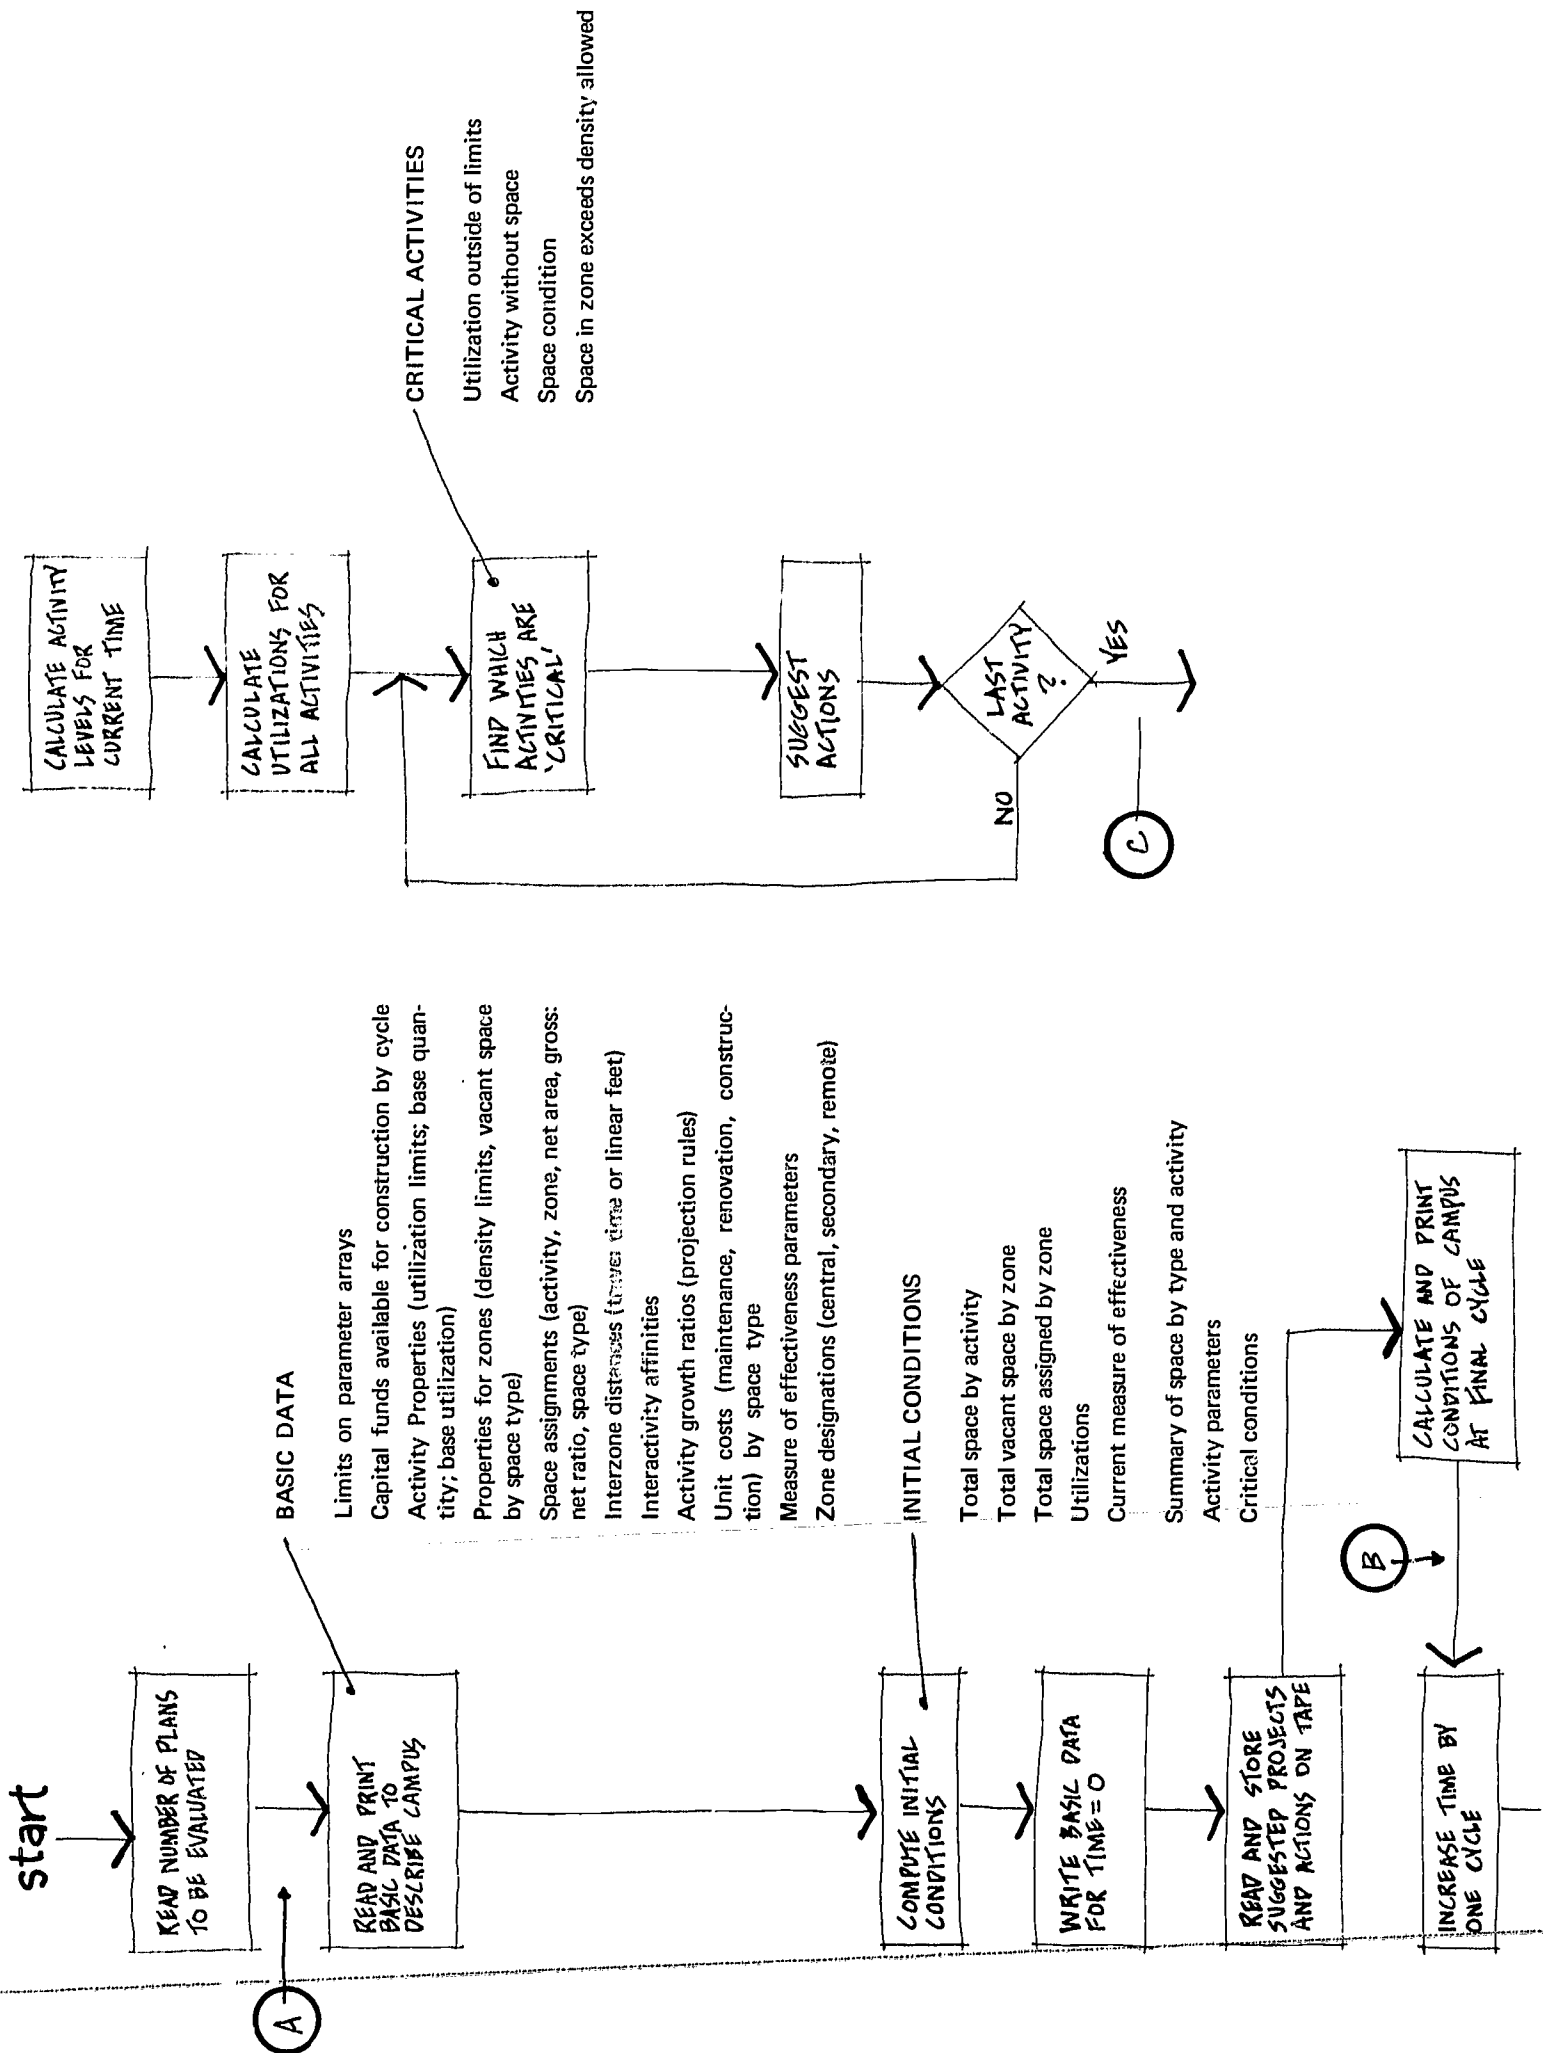 start
READ NUMBER OF PLANS
TO BE EVALUATED
A
READ AND PRINT
BASIC DATA TO
DESCRIBE CAMPUS
BASIC DATA
Limits on parameter arrays
Capital funds available for construction by cycle
Activity Properties (utilization limits; base quan-
tity; base utilization)
Properties for zones (density limits, vacant space
by space type)
Space assignments (activity, zone, net area, gross:
net ratio, space type)
Interzone distances (travel time or linear feet)
Interactivity affinities
Activity growth ratios (projection rules)
Unit costs (maintenance, renovation, construc-
tion) by space type
Measure of effectiveness parameters
Zone designations (central, secondary, remote)
COMPUTE INITIAL
CONDITIONS
INITIAL CONDITIONS
Total space by activity
Total vacant space by zone
Total space assigned by zone
Utilizations
Current measure of effectiveness
Summary of space by type and activity
Activity parameters
Critical conditions
WRITE BASIC DATA
FOR TIME = 0
READ AND STORE
SUGGESTED PROJECTS
AND ACTIONS ON TAPE
CALCULATE AND PRINT
CONDITIONS OF CAMPUS
AT FINAL CYCLE
B
INCREASE TIME BY
ONE CYCLE
CALCULATE ACTIVITY
LEVELS FOR
CURRENT TIME
CALCULATE
UTILIZATIONS FOR
ALL ACTIVITIES
FIND WHICH
ACTIVITIES ARE
'CRITICAL'
CRITICAL ACTIVITIES
Utilization outside of limits
Activity without space
Space condition
Space in zone exceeds density allowed
SUGGEST
ACTIONS
LAST
ACTIVITY
?
NO
YES
C